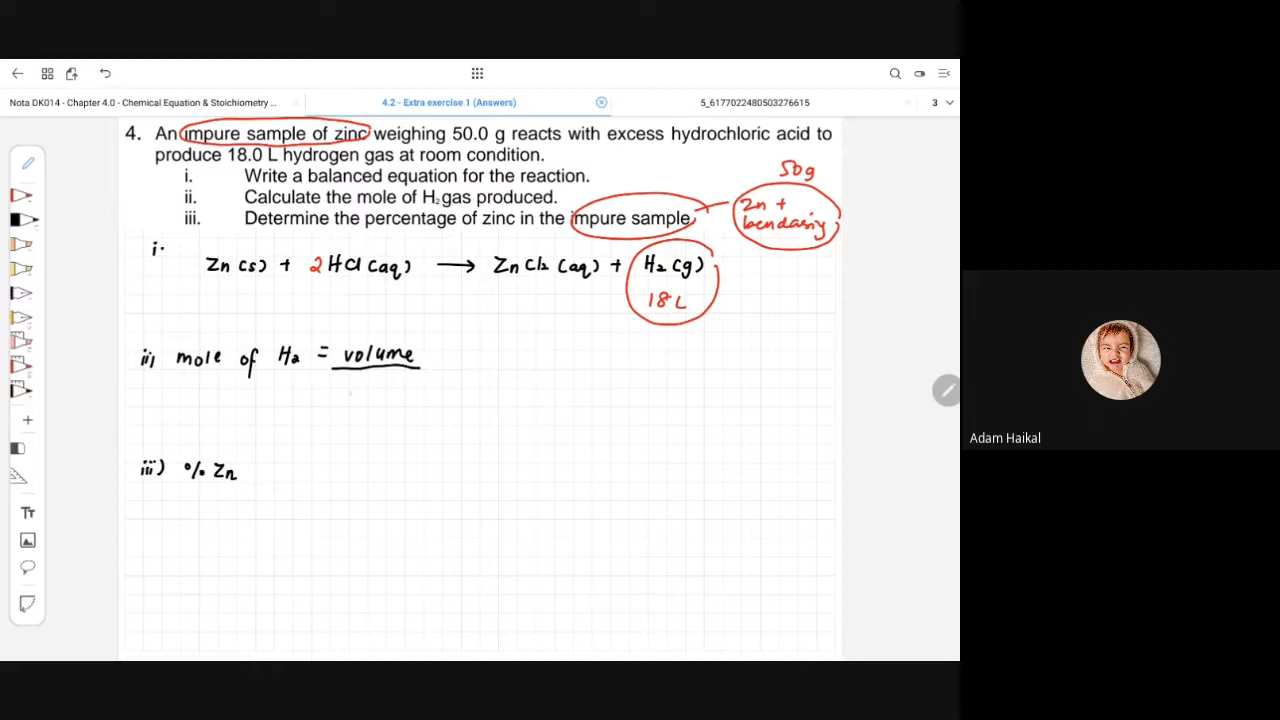 Nota DK014 - Chapter 4.0 - Chemical Equation & Stoichiometry ...
4.2 - Extra exercise 1 (Answers)
5_6177022480503276615
3
4. An impure sample of zinc weighing 50.0 g reacts with excess hydrochloric acid to
produce 18.0 L hydrogen gas at room condition.
50g
i. Write a balanced equation for the reaction.
ii. Calculate the mole of H₂ gas produced.
iii. Determine the percentage of zinc in the impure sample
Zn +
bendasing
i.
Zn (s) + 2HCl (aq) ⟶ ZnCl₂ (aq) + H₂ (g)
18 L
ii) mole of H₂ = volume
iii) % Zn
Tt
Adam Haikal